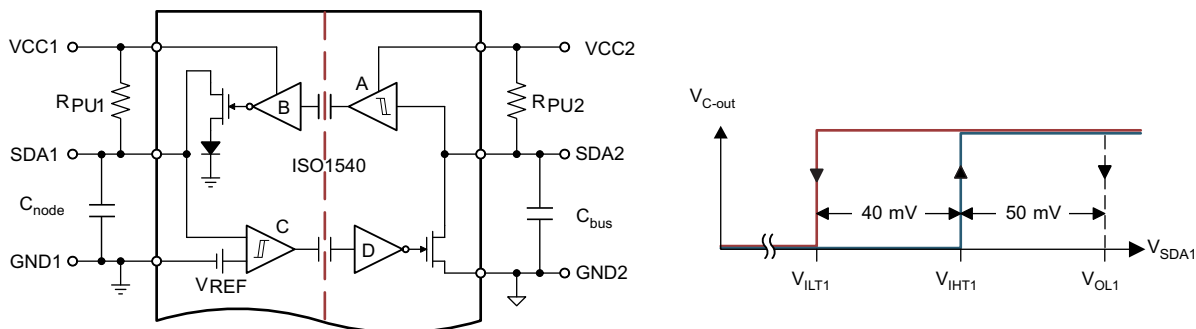 VCC1
RPU1
SDA1
Cnode
GND1
A
B
ISO1540
C
D
VREF
VCC2
RPU2
SDA2
Cbus
GND2
VC-out
40 mV
50 mV
VSDA1
VILT1
VIHT1
VOL1